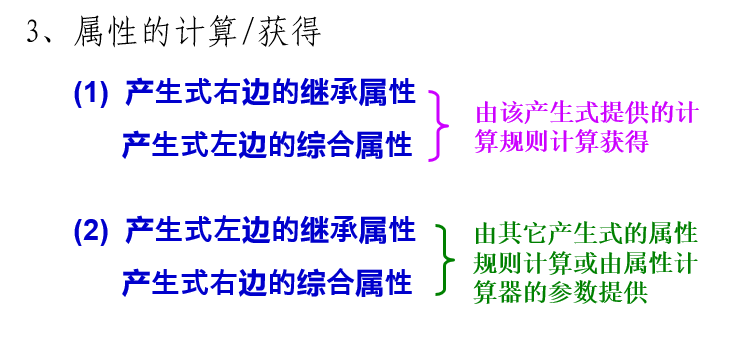 3、属性的计算/获得
(1) 产生式右边的继承属性
产生式左边的综合属性
由该产生式提供的计
算规则计算获得
(2) 产生式左边的继承属性
产生式右边的综合属性
由其它产生式的属性
规则计算或由属性计
算器的参数提供